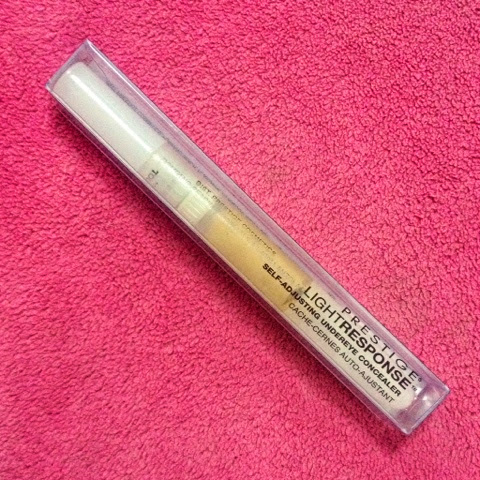 PRESTIGE®
LIGHTRESPONSE®
SELF-ADJUSTING UNDEREYE CONCEALER
CACHE-CERNES AUTO-AJUSTANT